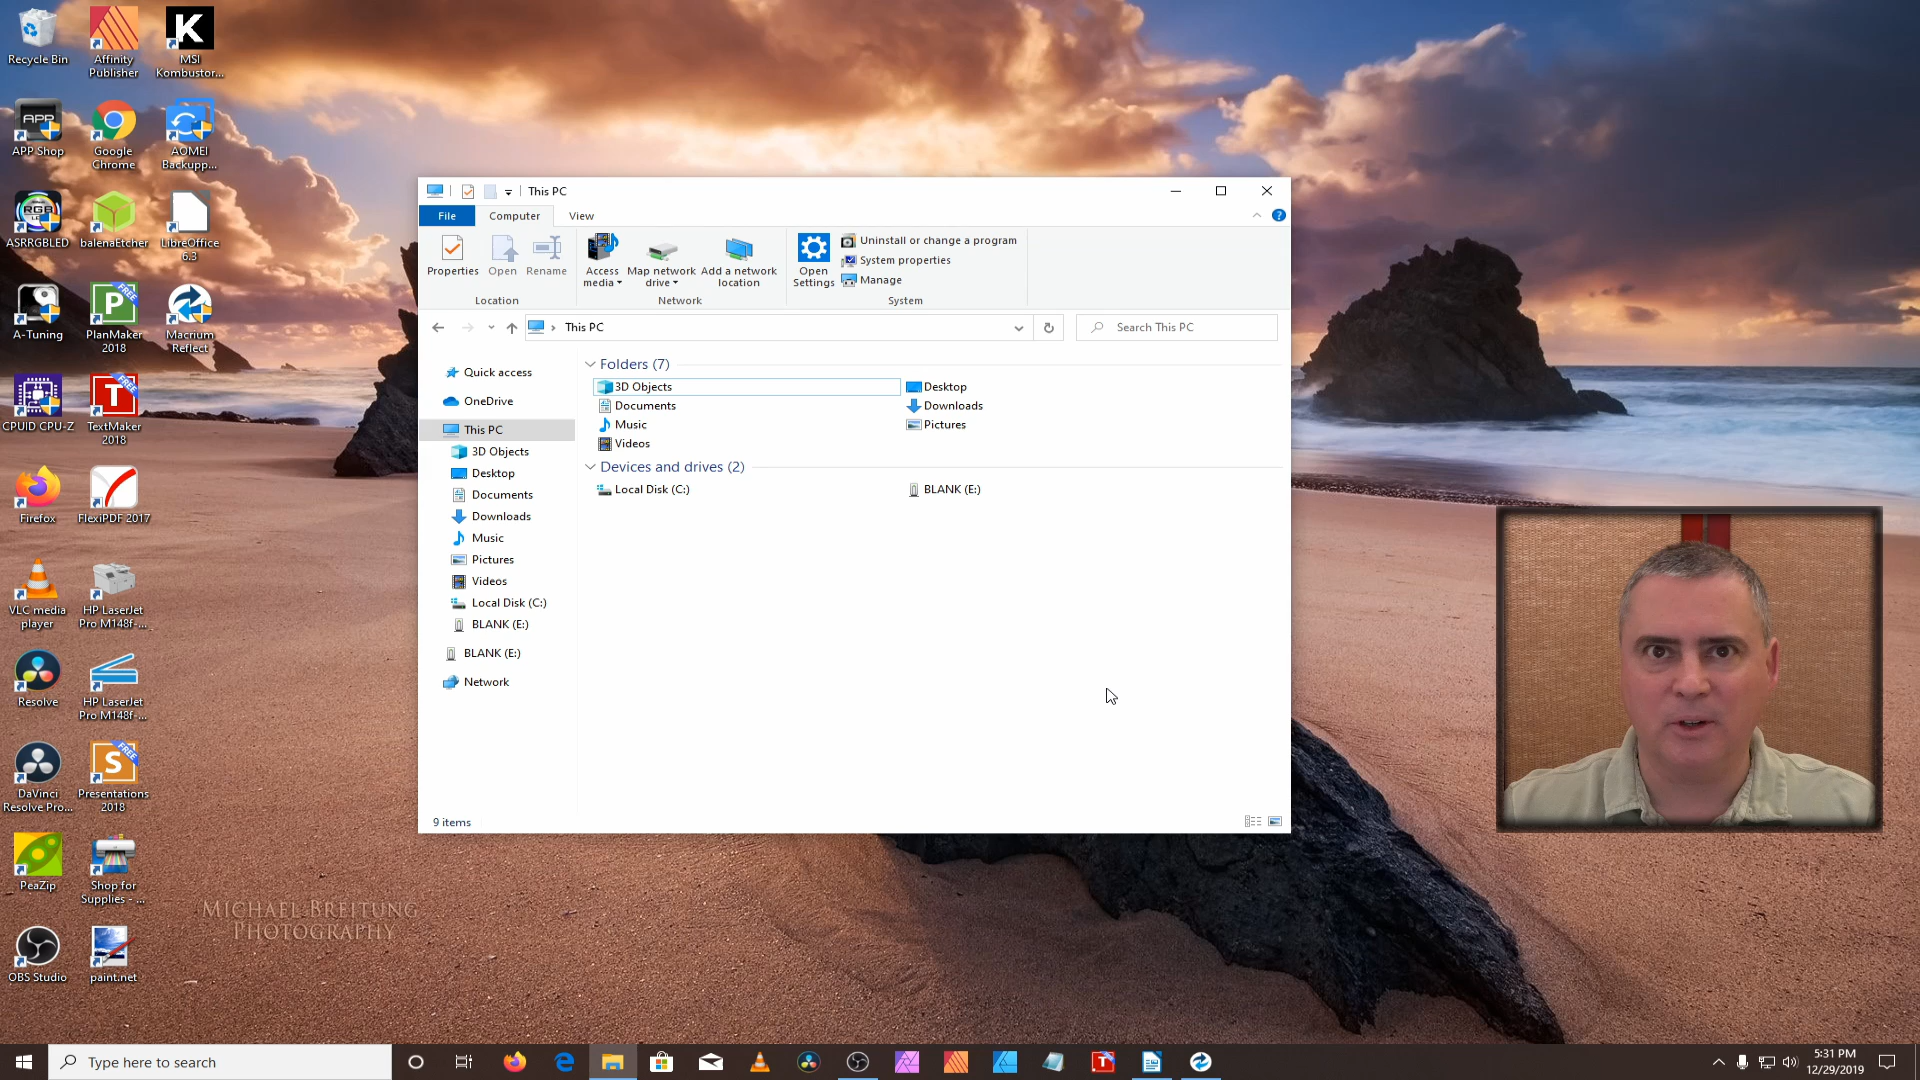 Recycle Bin
Affinity
Publisher
K
MSI
Kombustor...
APP
APP Shop
Google
Chrome
AOMEI
Backupp...
RGB
ASRRGBLED
balenaEtcher
LibreOffice
6.3
A-Tuning
FREE
P
PlanMaker
2018
Macrium
Reflect
CPUID CPU-Z
FREE
T
TextMaker
2018
Firefox
FlexiPDF 2017
VLC media
player
HP LaserJet
Pro M148f-...
Resolve
HP LaserJet
Pro M148f-...
DaVinci
Resolve Pro...
FREE
S
Presentations
2018
PeaZip
Shop for
Supplies - ...
OBS Studio
paint.net
This PC
File
Computer
View
Properties
Open
Rename
Location
Access
media
Map network
drive
Add a network
location
Network
Open
Settings
Uninstall or change a program
System properties
Manage
System
This PC
Search This PC
Quick access
OneDrive
This PC
3D Objects
Desktop
Documents
Downloads
Music
Pictures
Videos
Local Disk (C:)
BLANK (E:)
BLANK (E:)
Network
Folders (7)
3D Objects
Desktop
Documents
Downloads
Music
Pictures
Videos
Devices and drives (2)
Local Disk (C:)
BLANK (E:)
9 items
Michael Breitung
Photography
Type here to search
T
5:31 PM
12/29/2019